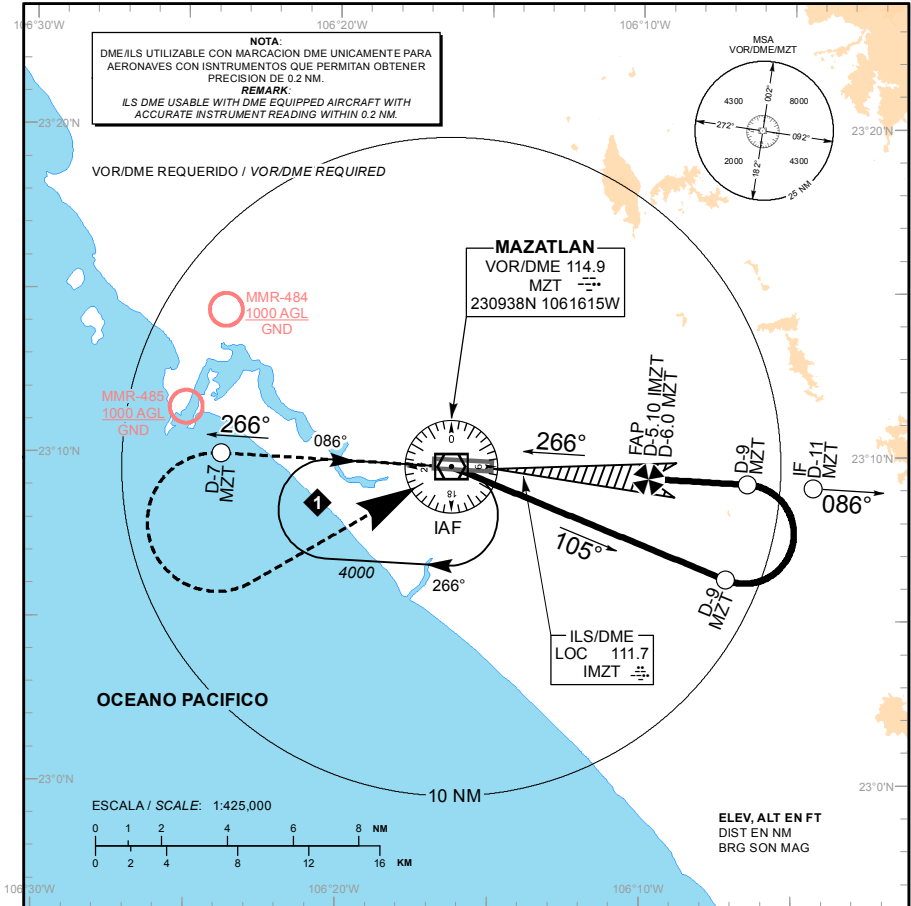 106°30'W
106°20'W
106°10'W
NOTA:
DME/ILS UTILIZABLE CON MARCACION DME UNICAMENTE PARA
AERONAVES CON ISNTRUMENTOS QUE PERMITAN OBTENER
PRECISION DE 0.2 NM.
REMARK:
ILS DME USABLE WITH DME EQUIPPED AIRCRAFT WITH
ACCURATE INSTRUMENT READING WITHIN 0.2 NM.
MSA
VOR/DME/MZT
002°
4300
8000
272°
092°
2000
4300
182°
25 NM
23°20'N
23°20'N
VOR/DME REQUERIDO / VOR/DME REQUIRED
MAZATLAN
VOR/DME 114.9
MZT
230938N 1061615W
MMR-484
1000 AGL
GND
MMR-485
1000 AGL
GND
FAP
D-5.10 IMZT
D-6.0 MZT
266°
086°
266°
23°10'N
23°10'N
D-7
MZT
0
18
D-9
MZT
IF
D-11
MZT
086°
1
IAF
105°
4000
266°
D-9
MZT
ILS/DME
LOC 111.7
IMZT
OCEANO PACIFICO
23°0'N
23°0'N
10 NM
ESCALA / SCALE: 1:425,000
0 1 2 4 6 8 NM
0 2 4 8 12 16 KM
ELEV, ALT EN FT
DIST EN NM
BRG SON MAG
106°30'W
106°20'W
106°10'W